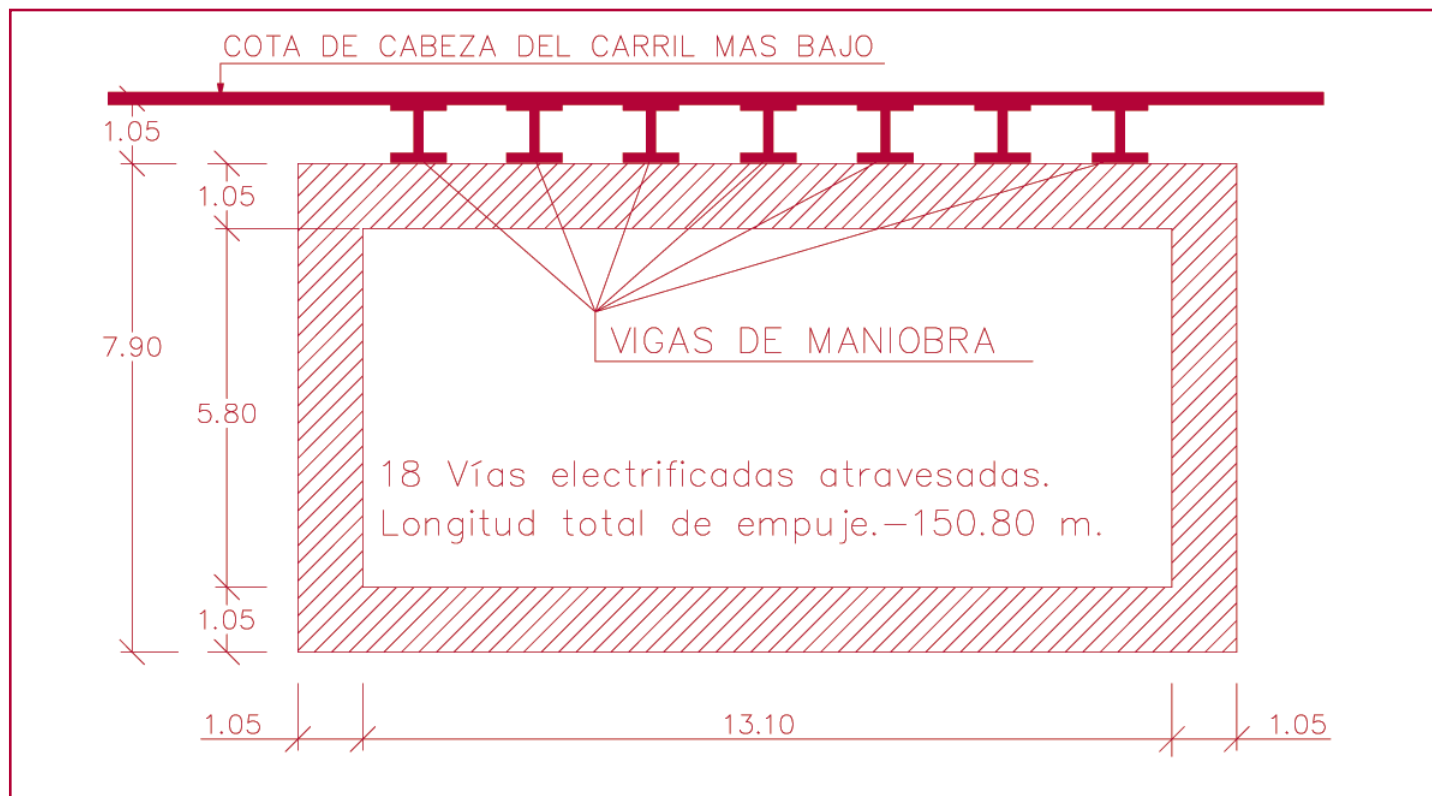 COTA DE CABEZA DEL CARRIL MAS BAJO
1.05
1.05
7.90
VIGAS DE MANIOBRA
5.80
18 Vías electrificadas atravesadas.
Longitud total de empuje.-150.80 m.
1.05
1.05 13.10 1.05